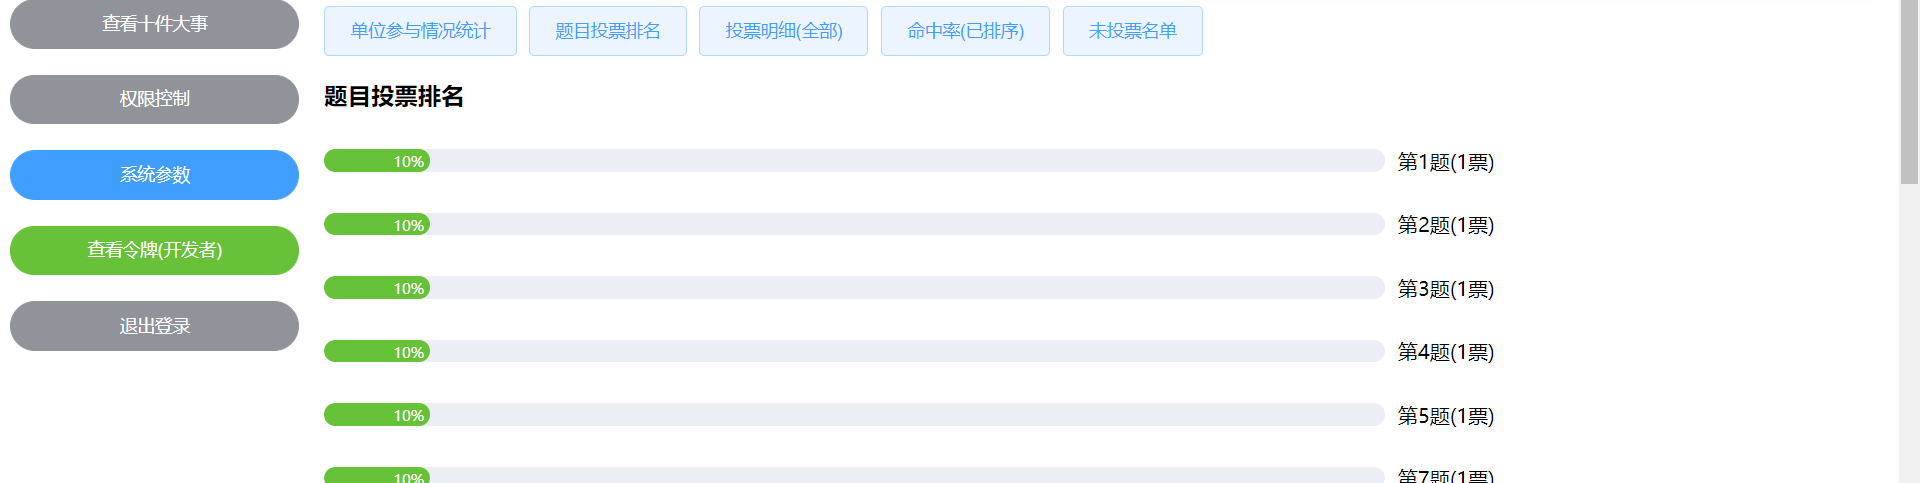 查看十件大事
权限控制
系统参数
查看令牌(开发者)
退出登录
单位参与情况统计 题目投票排名 投票明细(全部) 命中率(已排序) 未投票名单
题目投票排名
10% 第1题(1票)
10% 第2题(1票)
10% 第3题(1票)
10% 第4题(1票)
10% 第5题(1票)
10% 第7题(1票)